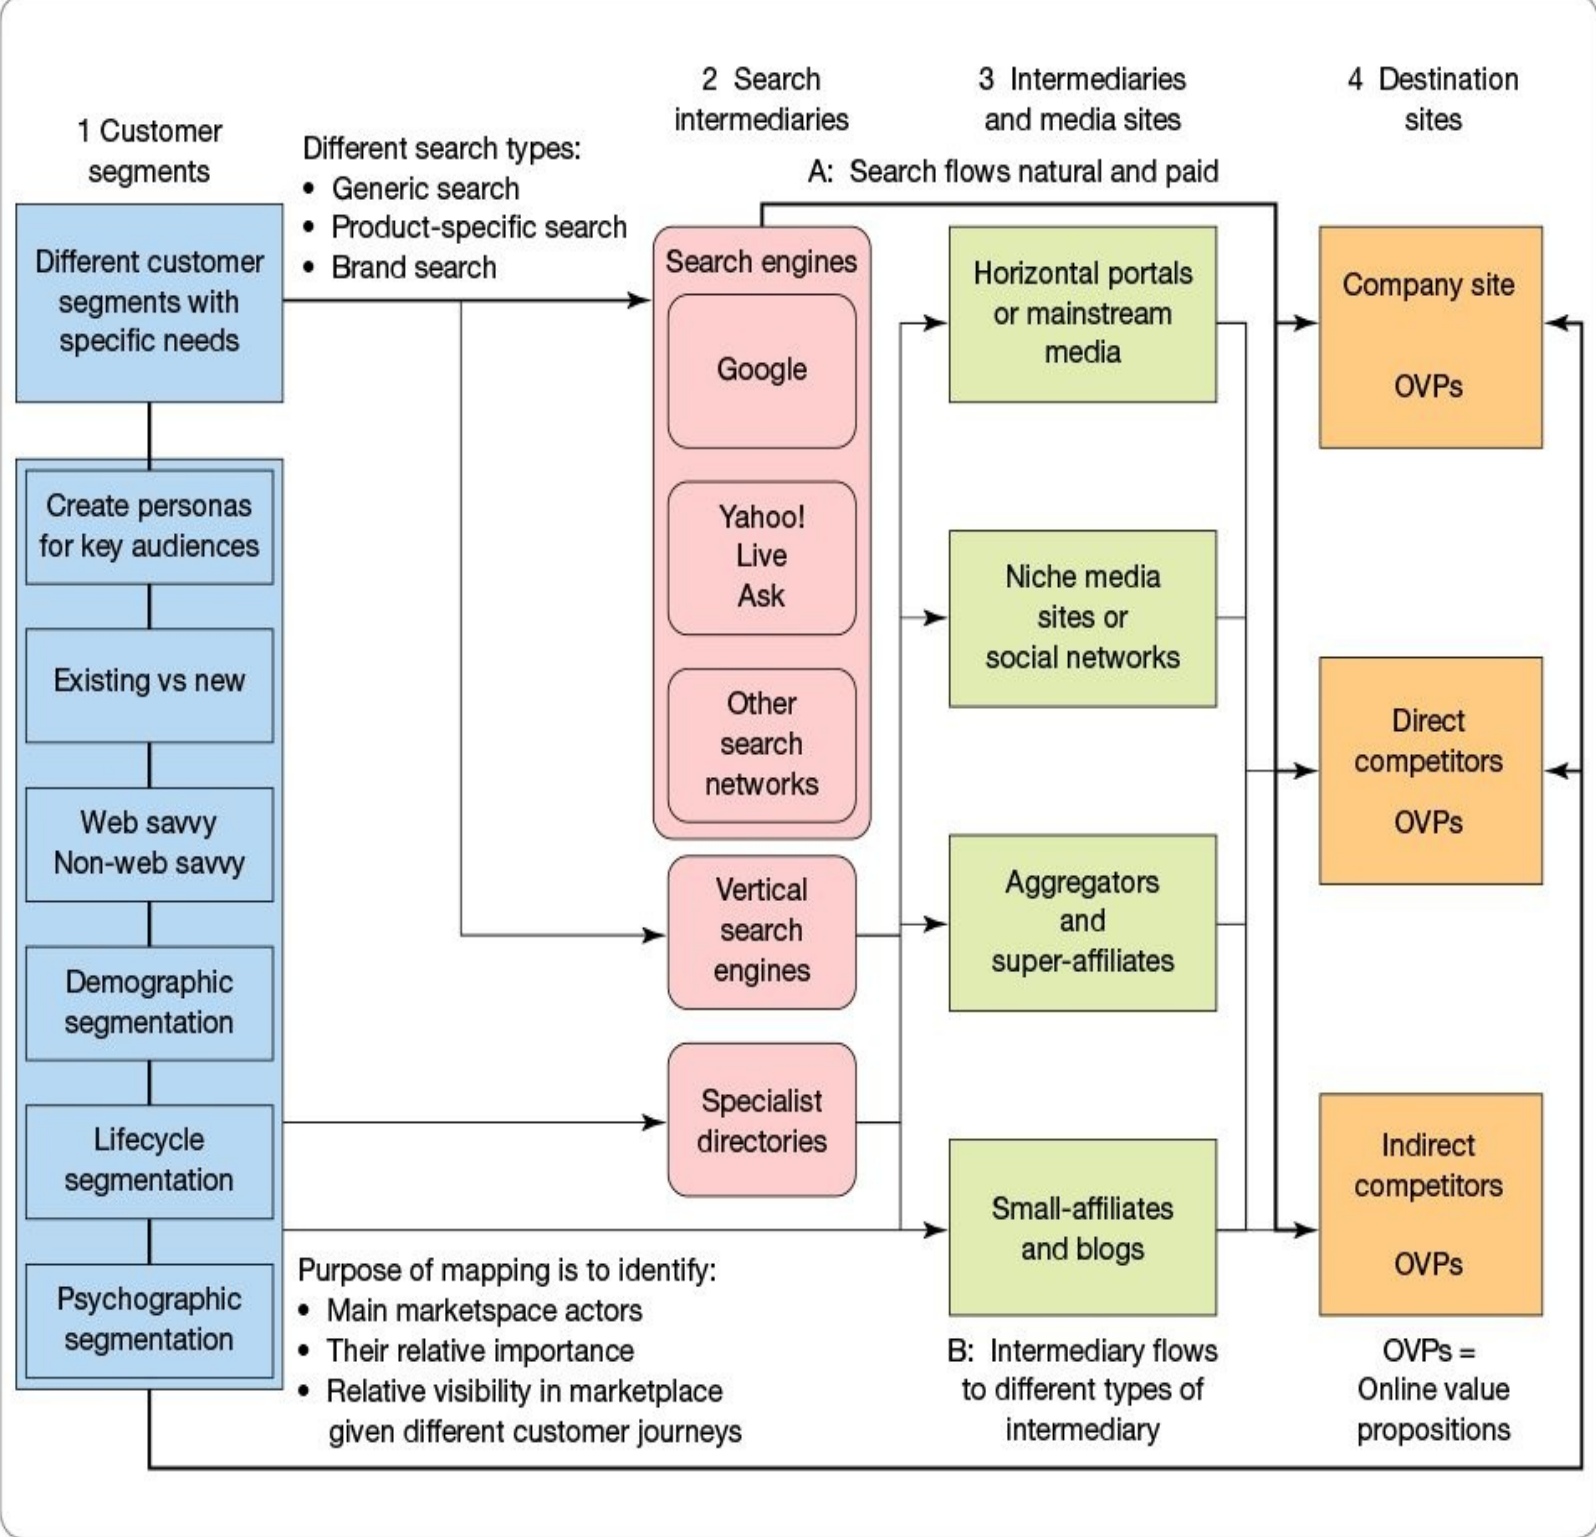 1 Customer
segments
Different customer
segments with
specific needs
Create personas
for key audiences
Existing vs new
Web savvy
Non-web savvy
Demographic
segmentation
Lifecycle
segmentation
Psychographic
segmentation
Different search types:
• Generic search
• Product-specific search
• Brand search
Purpose of mapping is to identify:
• Main marketspace actors
• Their relative importance
• Relative visibility in marketplace
given different customer journeys
2 Search
intermediaries
Search engines
Google
Yahoo!
Live
Ask
Other
search
networks
Vertical
search
engines
Specialist
directories
3 Intermediaries
and media sites
A: Search flows natural and paid
Horizontal portals
or mainstream
media
Niche media
sites or
social networks
Aggregators
and
super-affiliates
Small-affiliates
and blogs
B: Intermediary flows
to different types of
intermediary
4 Destination
sites
Company site
OVPs
Direct
competitors
OVPs
Indirect
competitors
OVPs
OVPs =
Online value
propositions